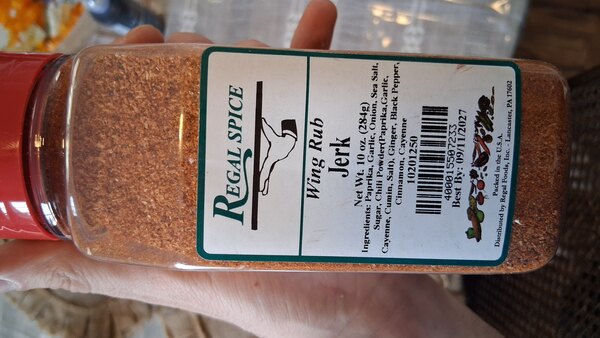 REGAL SPICE
Wing Rub
Jerk
Net Wt. 10 oz. (284g)
Ingredients: Paprika, Garlic, Onion, Sea Salt,
Sugar, Chili Powder(Paprika,Garlic,
Cayenne, Cumin, Salt), Ginger, Black Pepper,
Cinnamon, Cayenne
10201250
400015507233
Best By: 09/17/2027
Packed in the U.S.A.
Distributed by Regal Foods, Inc. - Lancaster, PA 17602